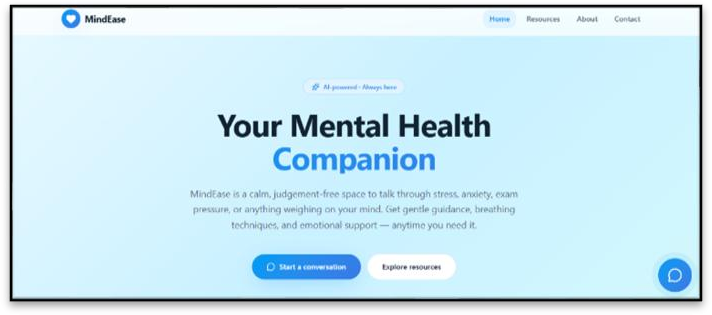 MindEase
Home Resources About Contact
AI-powered · Always here
Your Mental Health
Companion
MindEase is a calm, judgement-free space to talk through stress, anxiety, exam
pressure, or anything weighing on your mind. Get gentle guidance, breathing
techniques, and emotional support — anytime you need it.
Start a conversation Explore resources